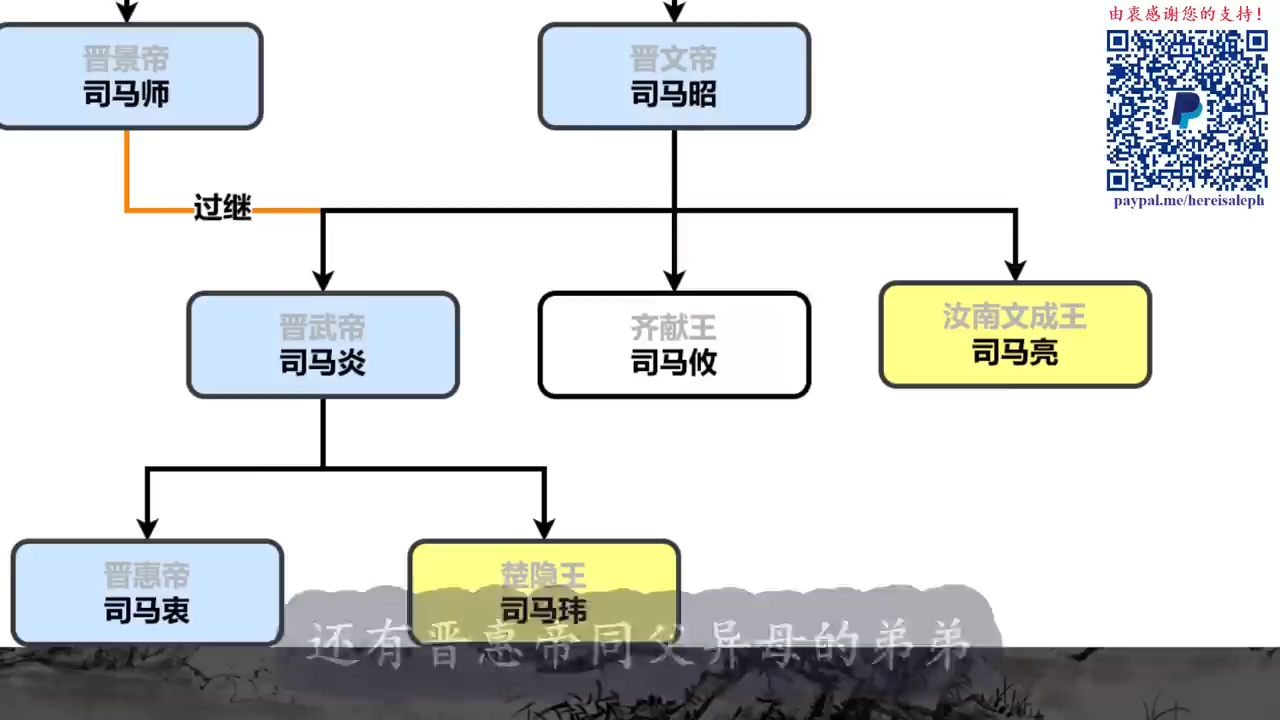 由衷感谢您的支持！
晋景帝
司马师
晋文帝
司马昭
paypal.me/hereisaleph
过继
晋武帝
司马炎
齐献王
司马攸
汝南文成王
司马亮
晋惠帝
司马衷
楚隐王
司马玮
还有晋惠帝同父异母的弟弟